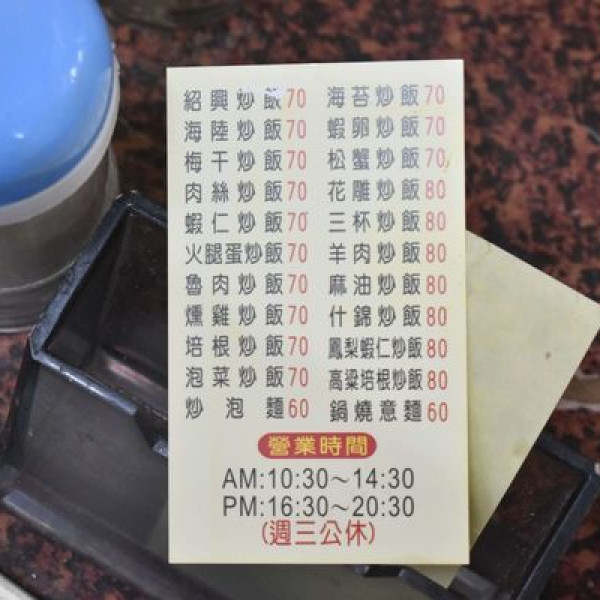 紹興炒飯70 海苔炒飯70
海陸炒飯70 蝦卵炒飯70
梅干炒飯70 松蟹炒飯70
肉絲炒飯70 花雕炒飯80
蝦仁炒飯70 三杯炒飯80
火腿蛋炒飯70 羊肉炒飯80
魯肉炒飯70 麻油炒飯80
燻雞炒飯70 什錦炒飯80
培根炒飯70 鳳梨蝦仁炒飯80
泡菜炒飯70 高粱培根炒飯80
炒泡麵60 鍋燒意麵60
營業時間
AM:10:30～14:30
PM:16:30～20:30
(週三公休)